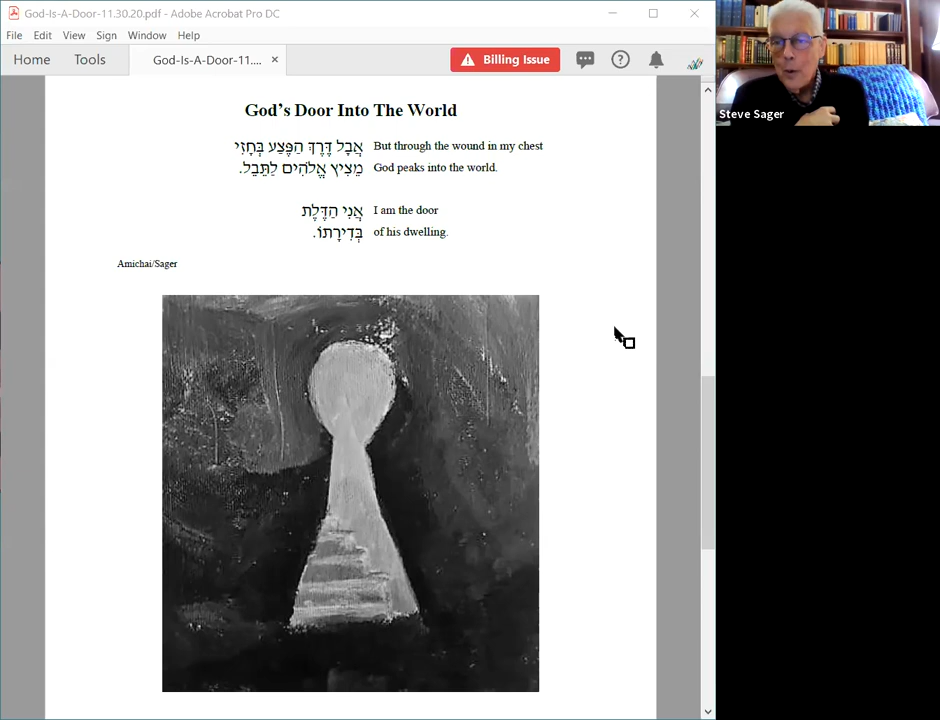 God-Is-A-Door-11.30.20.pdf - Adobe Acrobat Pro DC
File Edit View Sign Window Help
Home Tools God-Is-A-Door-11.... × Billing Issue
Steve Sager
God's Door Into The World
אֲבָל דֶּרֶךְ הַפֶּצַע בְּחָזִי But through the wound in my chest
מֵצִיץ אֱלֹהִים לַתֵּבֵל. God peaks into the world.
אֲנִי הַדֶּלֶת I am the door
בְּדִירָתוֹ. of his dwelling.
Amichai/Sager